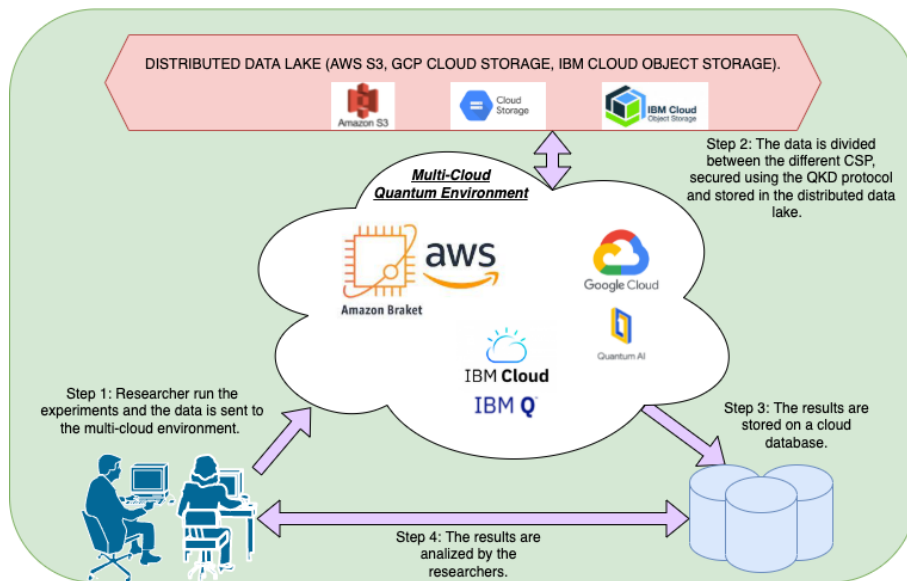 DISTRIBUTED DATA LAKE (AWS S3, GCP CLOUD STORAGE, IBM CLOUD OBJECT STORAGE).
Amazon S3
Cloud
Storage
IBM Cloud
Object Storage
Step 2: The data is divided
between the different CSP,
secured using the QKD protocol
and stored in the distributed data
lake.
Multi-Cloud
Quantum Environment
aws
Amazon Braket
Google Cloud
Quantum AI
IBM Cloud
IBM Q
Step 1: Researcher run the
experiments and the data is sent to
the multi-cloud environment.
Step 3: The results are
stored on a cloud
database.
Step 4: The results are
analized by the
researchers.